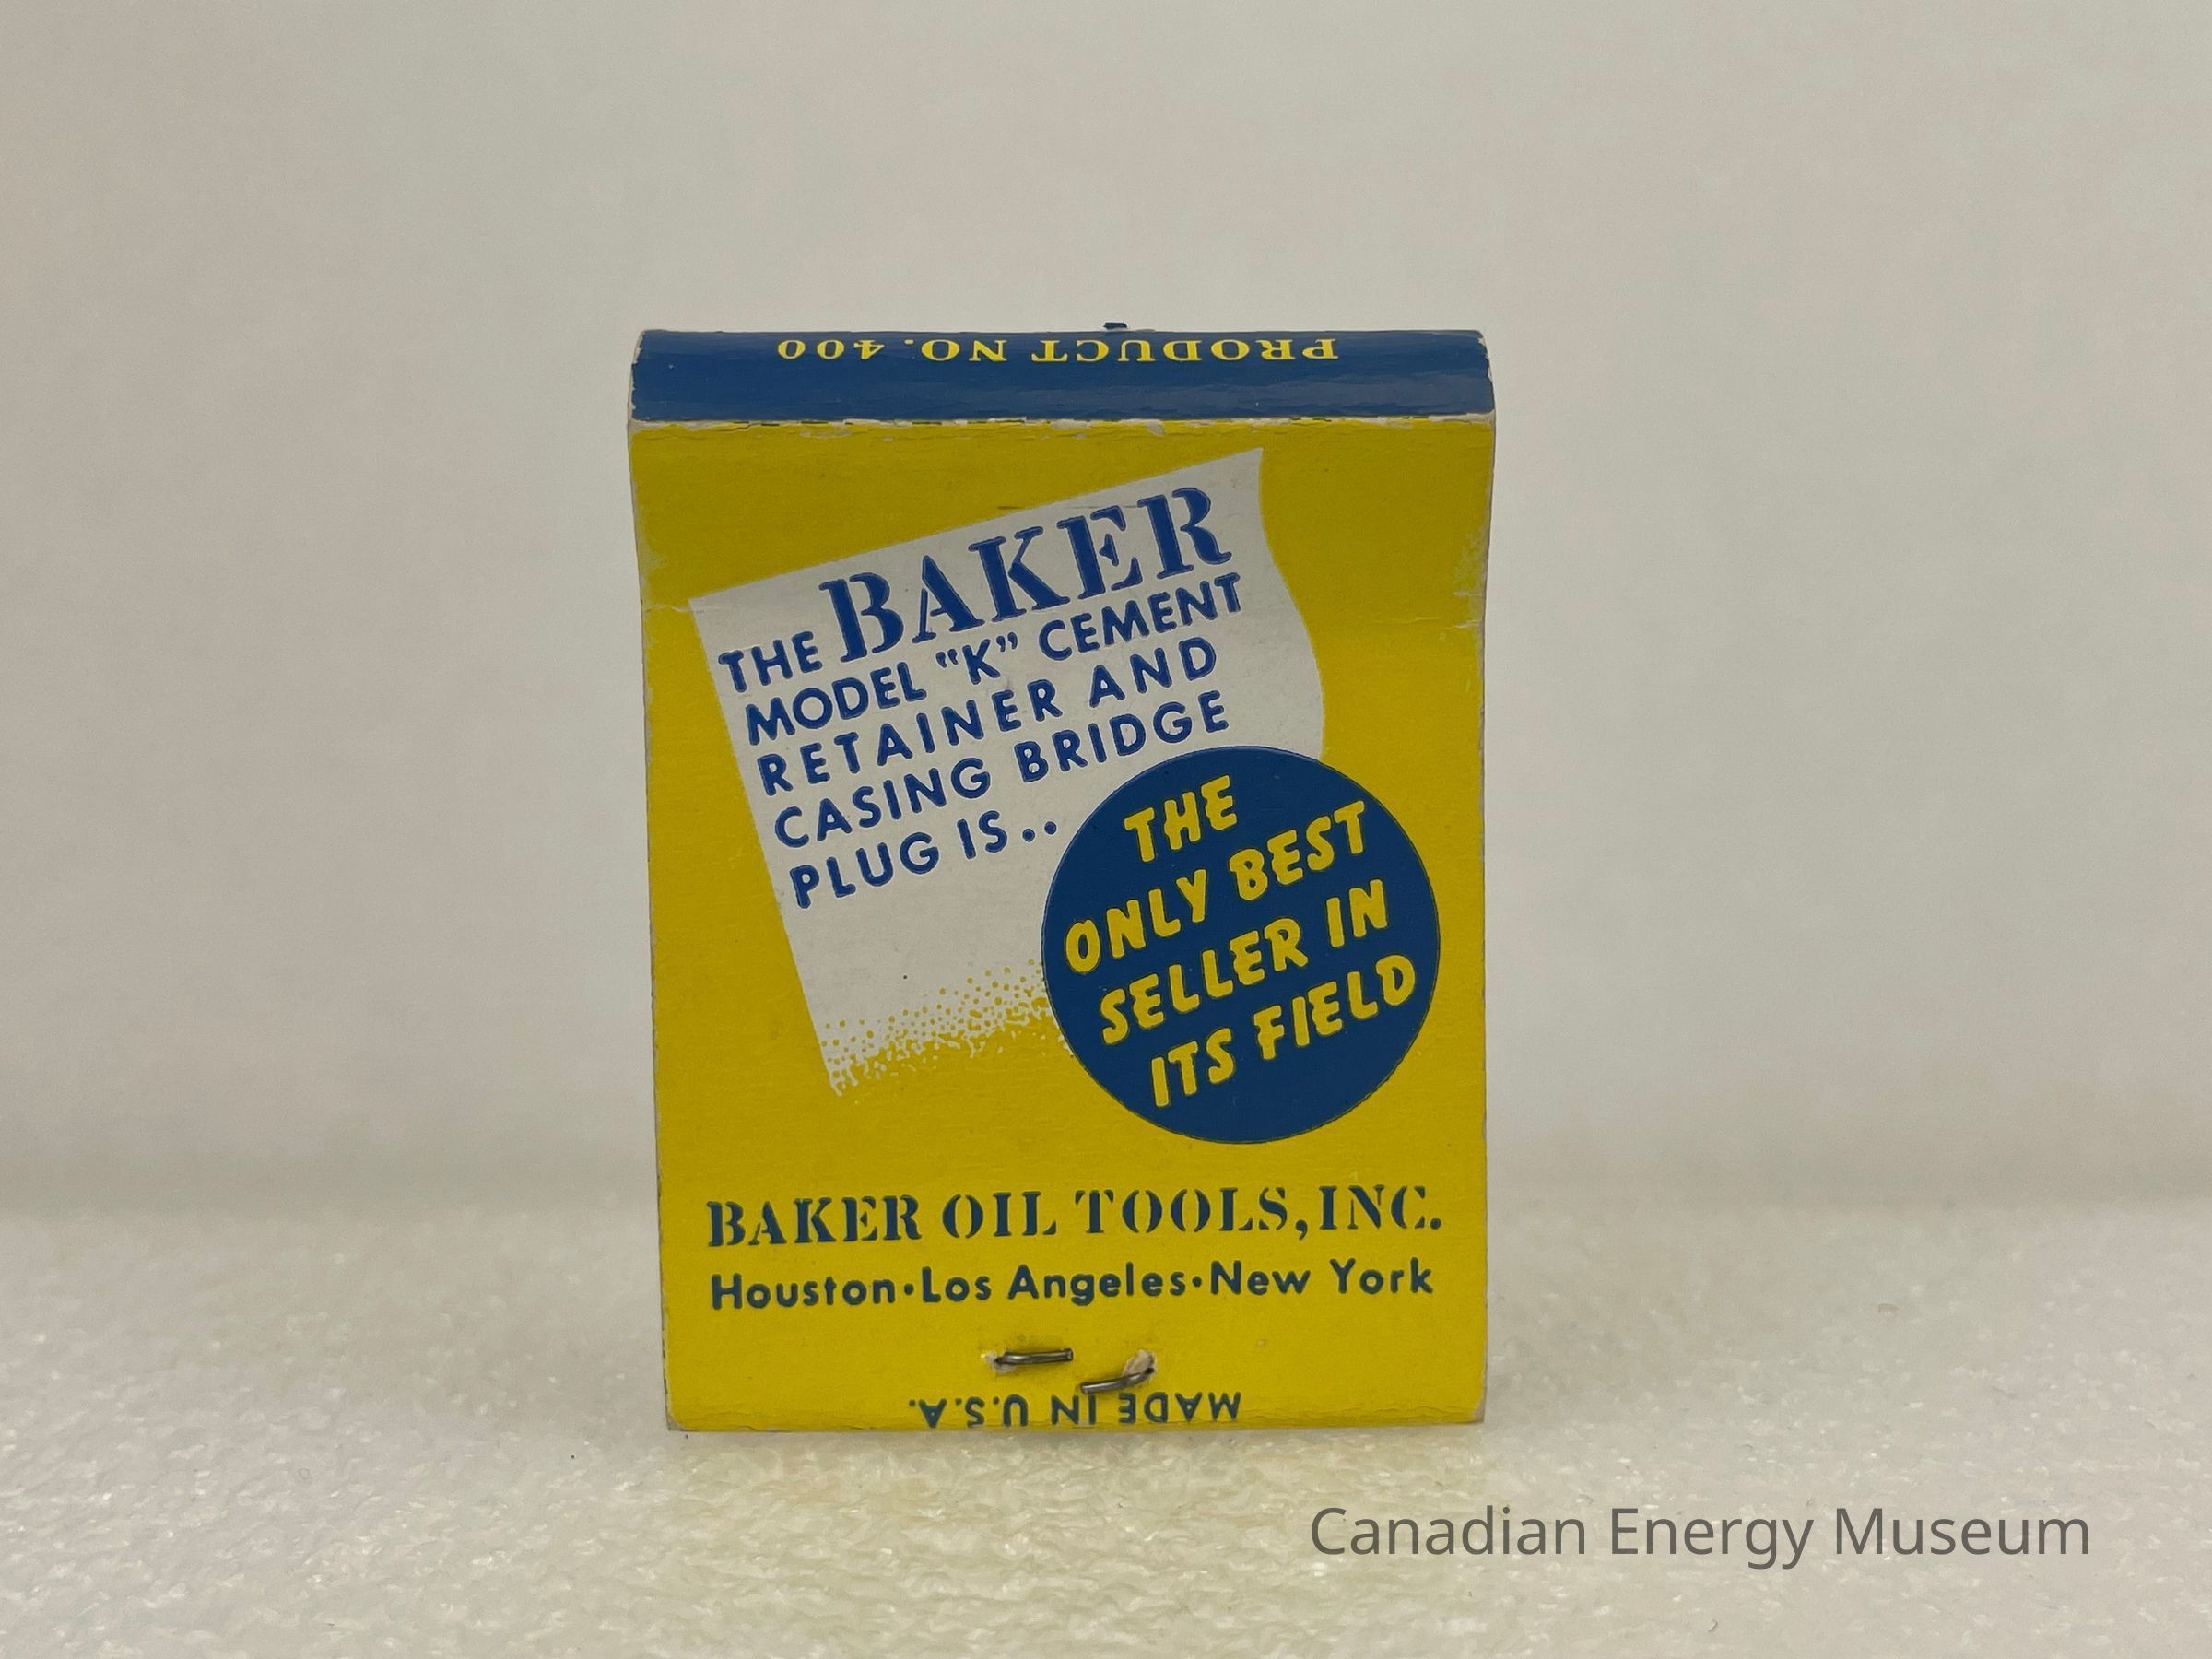 PRODUCT NO. 400
THE BAKER
MODEL "K" CEMENT
RETAINER AND
CASING BRIDGE
PLUG IS..
THE
ONLY BEST
SELLER IN
ITS FIELD
BAKER OIL TOOLS, INC.
Houston·Los Angeles·New York
MADE IN U.S.A.
Canadian Energy Museum